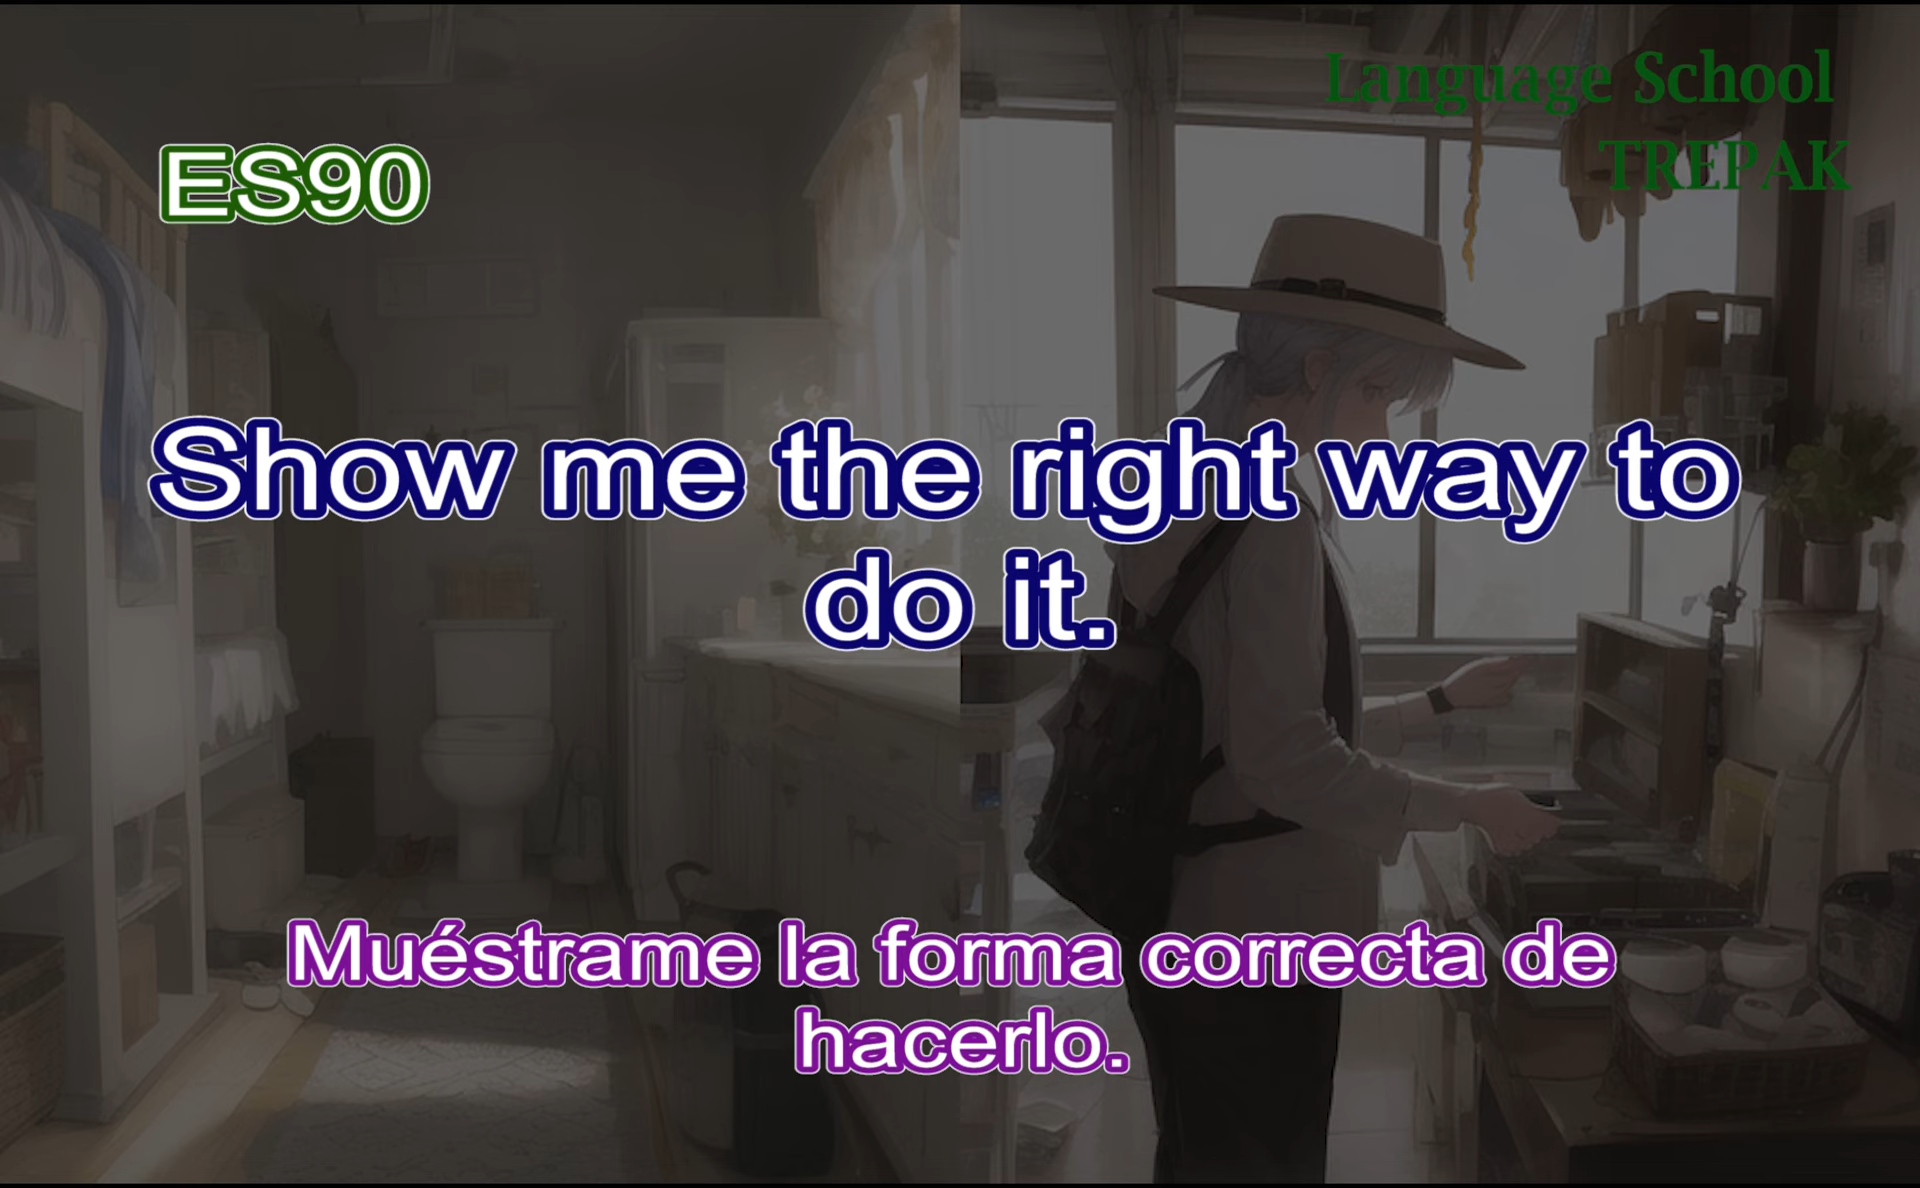 Language School
TREPAK
ES90
Show me the right way to
do it.
Muéstrame la forma correcta de
hacerlo.